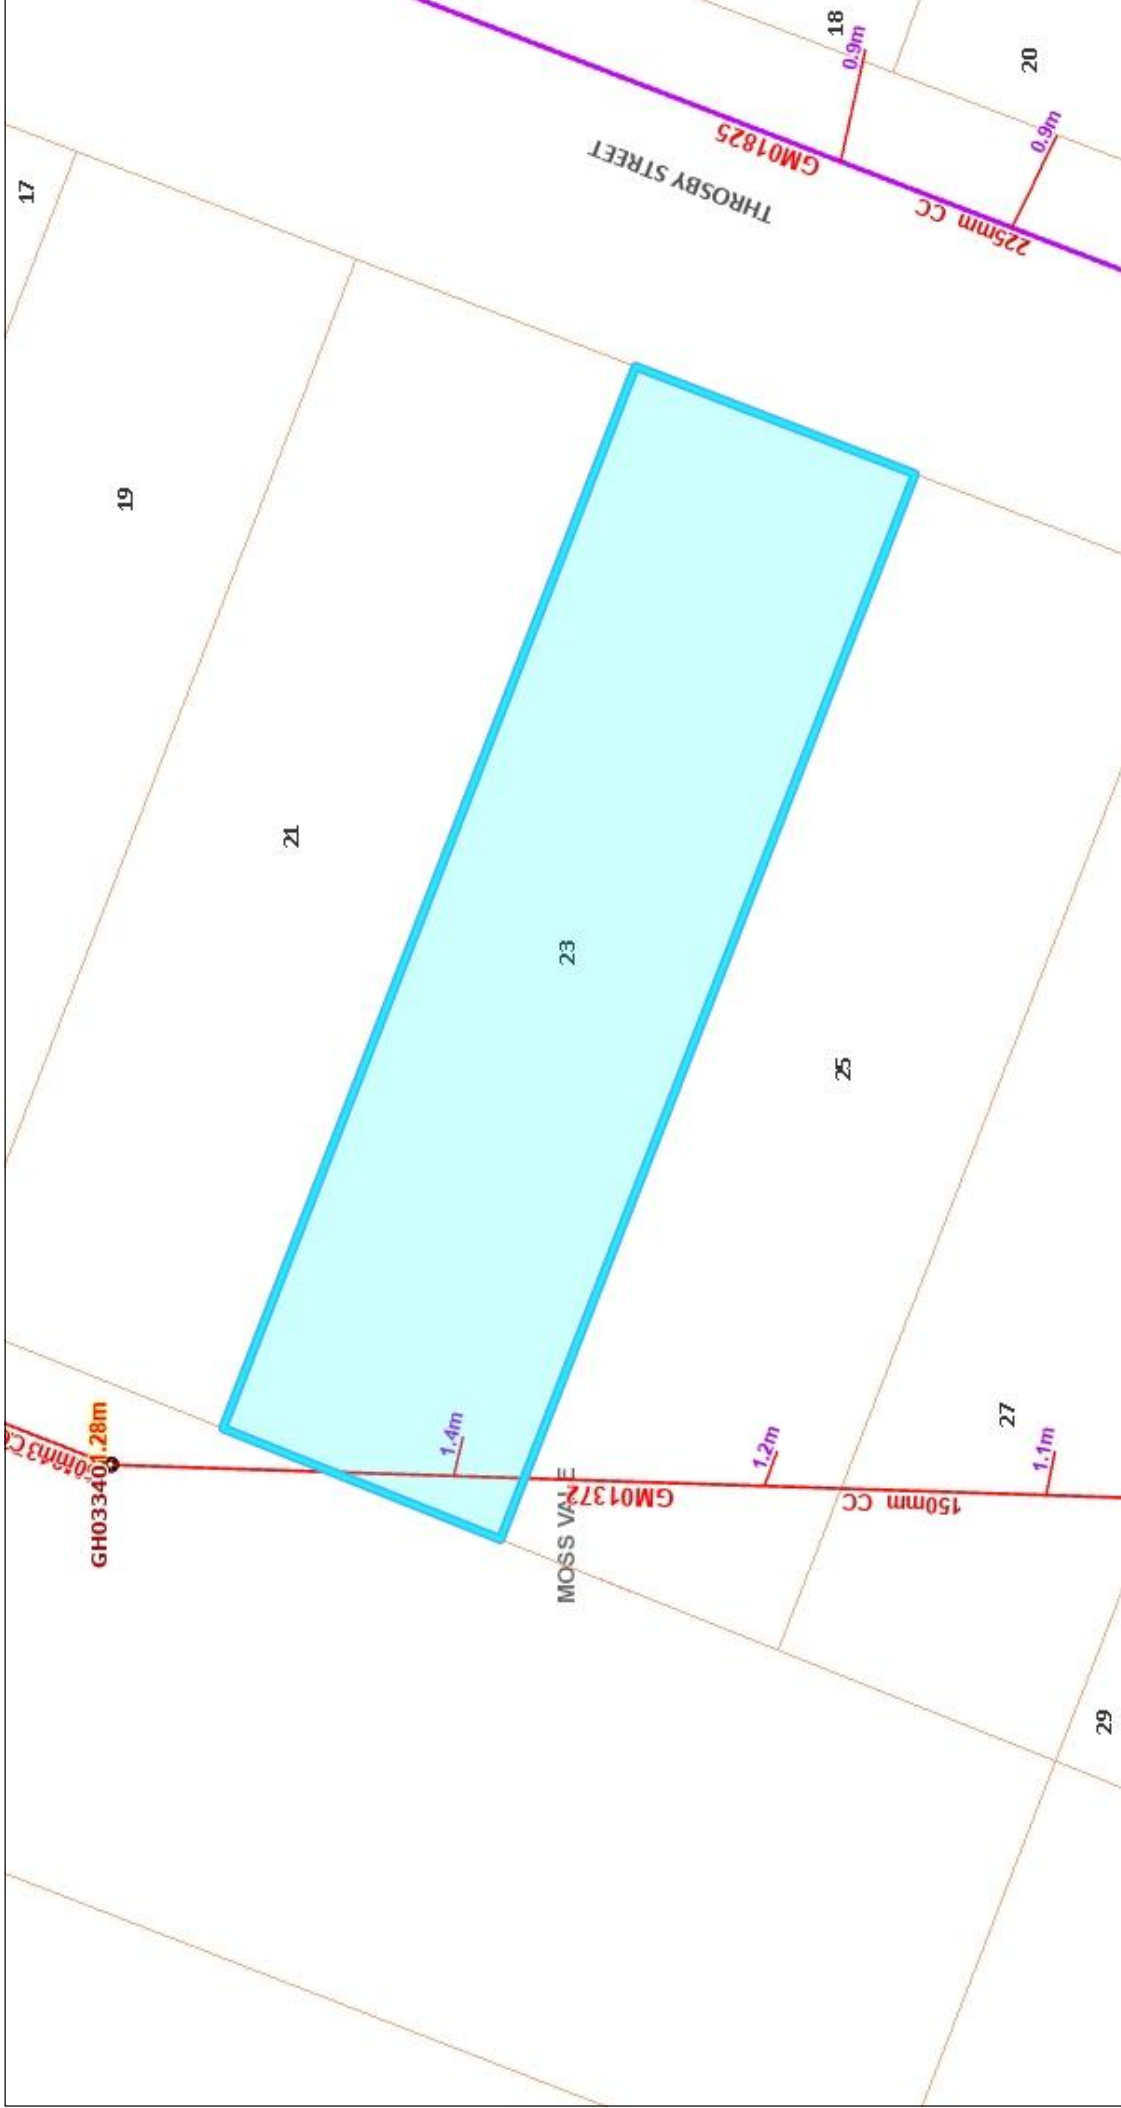 18
0.9m
20
0.9m
GM01825
THROSBY STREET
225mm CC
17
19
21
23
25
27
29
1.28m
GH03340
1.4m
1.2m
1.1m
GM01372
150mm CC
MOSS VALE